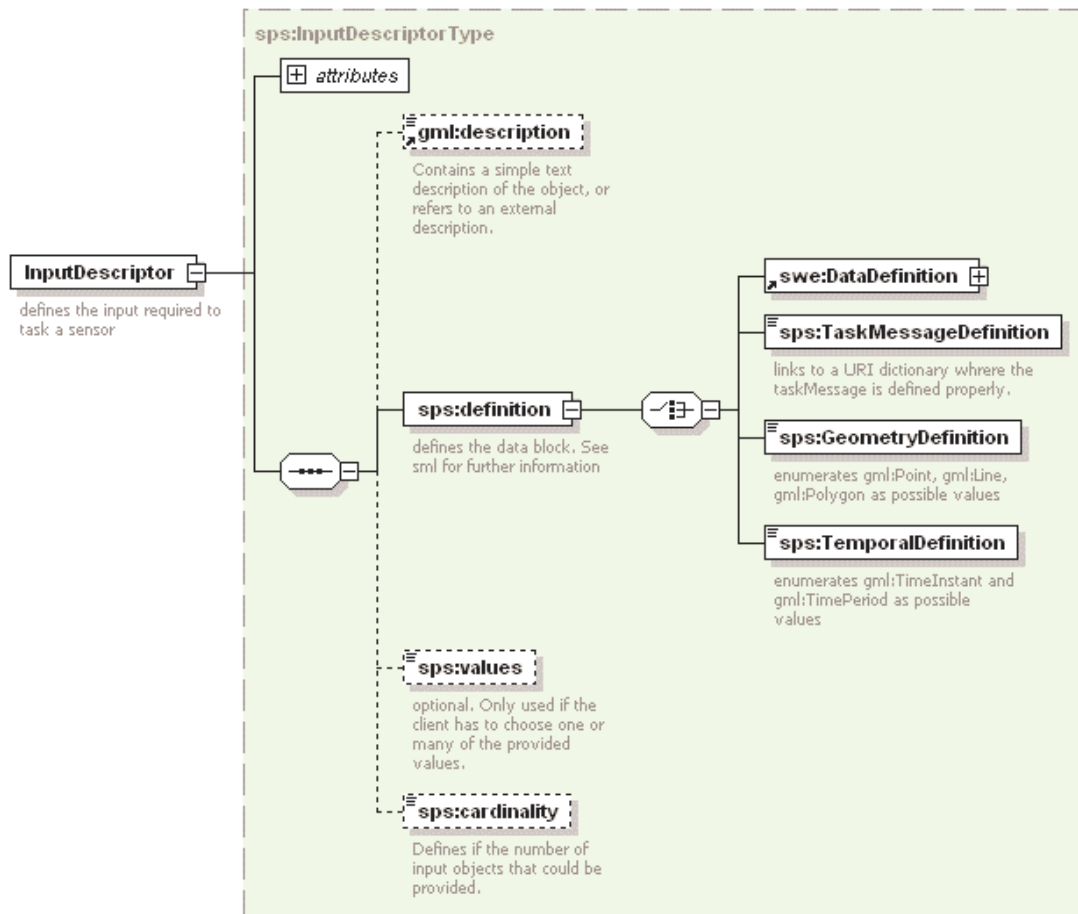 sps:InputDescriptorType
attributes
gml:description
Contains a simple text
description of the object, or
refers to an external
description.
InputDescriptor
defines the input required to
task a sensor
swe:DataDefinition
sps:TaskMessageDefinition
links to a URI dictionary whrere the
taskMessage is defined properly.
sps:definition
defines the data block. See
sml for further information
sps:GeometryDefinition
enumerates gml:Point, gml:Line,
gml:Polygon as possible values
sps:TemporalDefinition
enumerates gml:TimeInstant and
gml:TimePeriod as possible
values
sps:values
optional. Only used if the
client has to choose one or
many of the provided
values.
sps:cardinality
Defines if the number of
input objects that could be
provided.